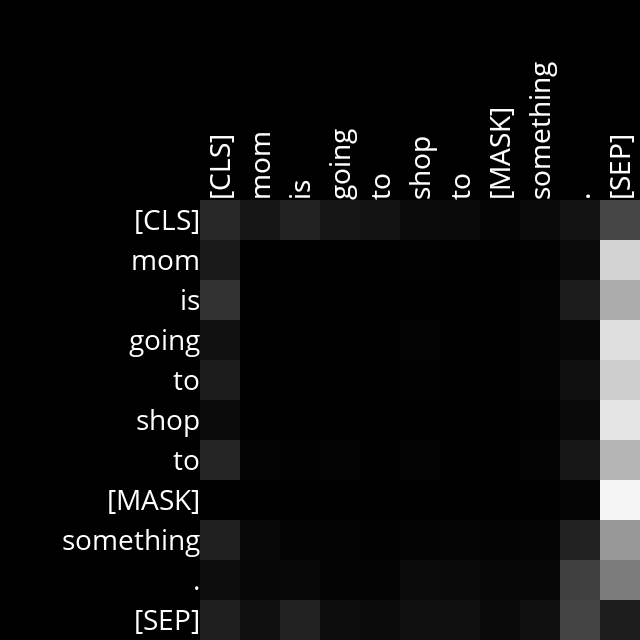 [CLS] mom is going to shop to [MASK] something . [SEP]
[CLS]
mom
is
going
to
shop
to
[MASK]
something
.
[SEP]